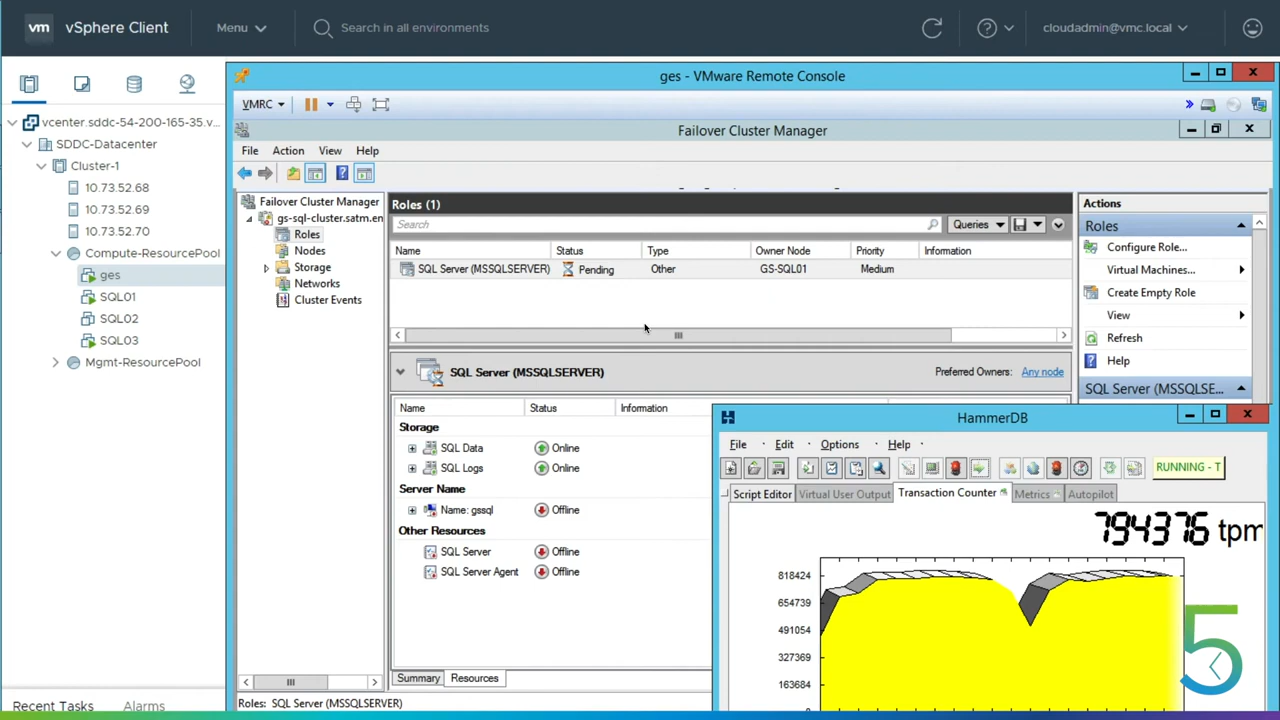 vm vSphere Client Menu Search in all environments cloudadmin@vmc.local
vcenter.sddc-54-200-165-35.v...
SDDC-Datacenter
Cluster-1
10.73.52.68
10.73.52.69
10.73.52.70
Compute-ResourcePool
ges
SQL01
SQL02
SQL03
Mgmt-ResourcePool
Recent Tasks Alarms
ges - VMware Remote Console
VMRC
Failover Cluster Manager
File Action View Help
Failover Cluster Manager
gs-sql-cluster.satm.en
Roles
Nodes
Storage
Networks
Cluster Events
Roles (1)
Search Queries
Name Status Type Owner Node Priority Information
SQL Server (MSSQLSERVER) Pending Other GS-SQL01 Medium
SQL Server (MSSQLSERVER) Preferred Owners: Any node
Name Status Information
Storage
SQL Data Online
SQL Logs Online
Server Name
Name: gssql Offline
Other Resources
SQL Server Offline
SQL Server Agent Offline
Summary Resources
Roles: SQL Server (MSSQLSERVER)
Actions
Roles
Configure Role...
Virtual Machines...
Create Empty Role
View
Refresh
Help
SQL Server (MSSQLSE...
HammerDB
File Edit Options Help
RUNNING - T
Script Editor Virtual User Output Transaction Counter Metrics Autopilot
794376 tpm
818424
654739
491054
327369
163684
5